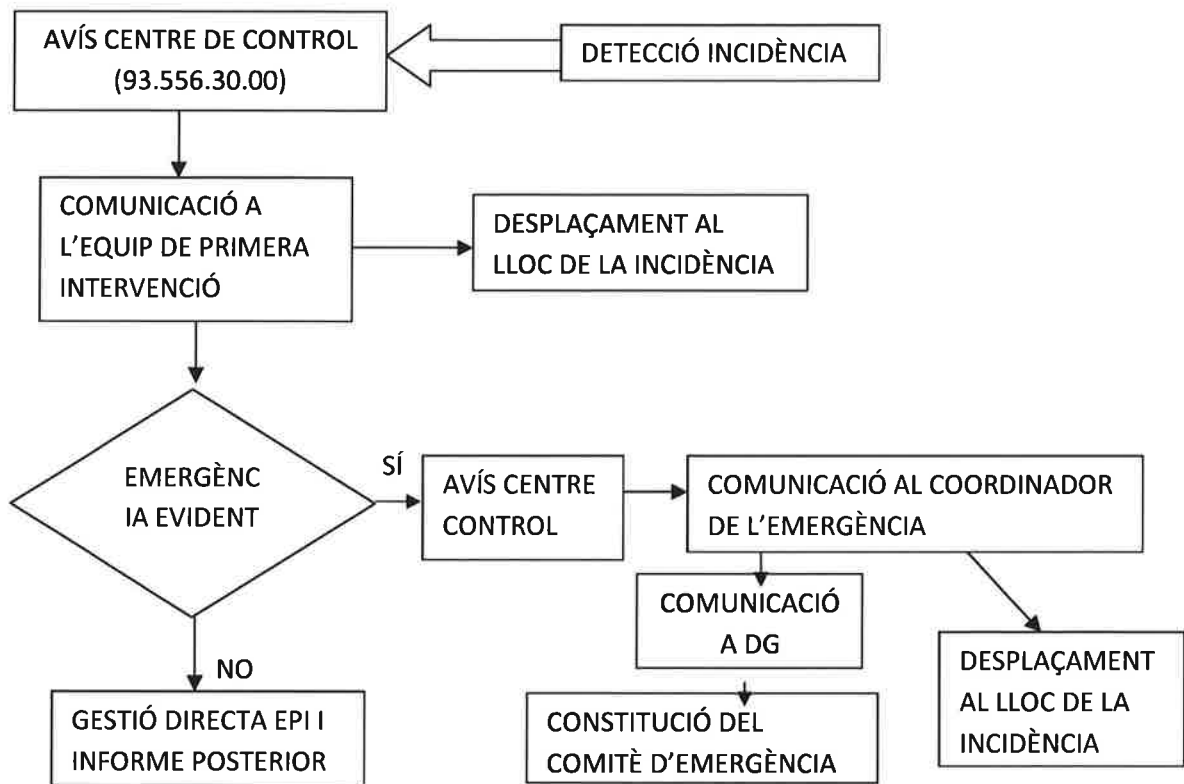 AVÍS CENTRE DE CONTROL
(93.556.30.00)
DETECCIÓ INCIDÈNCIA
COMUNICACIÓ A
L'EQUIP DE PRIMERA
INTERVENCIÓ
DESPLAÇAMENT AL
LLOC DE LA INCIDÈNCIA
EMERGÈNC
IA EVIDENT
SÍ
AVÍS CENTRE
CONTROL
COMUNICACIÓ AL COORDINADOR
DE L'EMERGÈNCIA
COMUNICACIÓ
A DG
DESPLAÇAMENT
AL LLOC DE LA
INCIDÈNCIA
NO
GESTIÓ DIRECTA EPI I
INFORME POSTERIOR
CONSTITUCIÓ DEL
COMITÈ D'EMERGÈNCIA